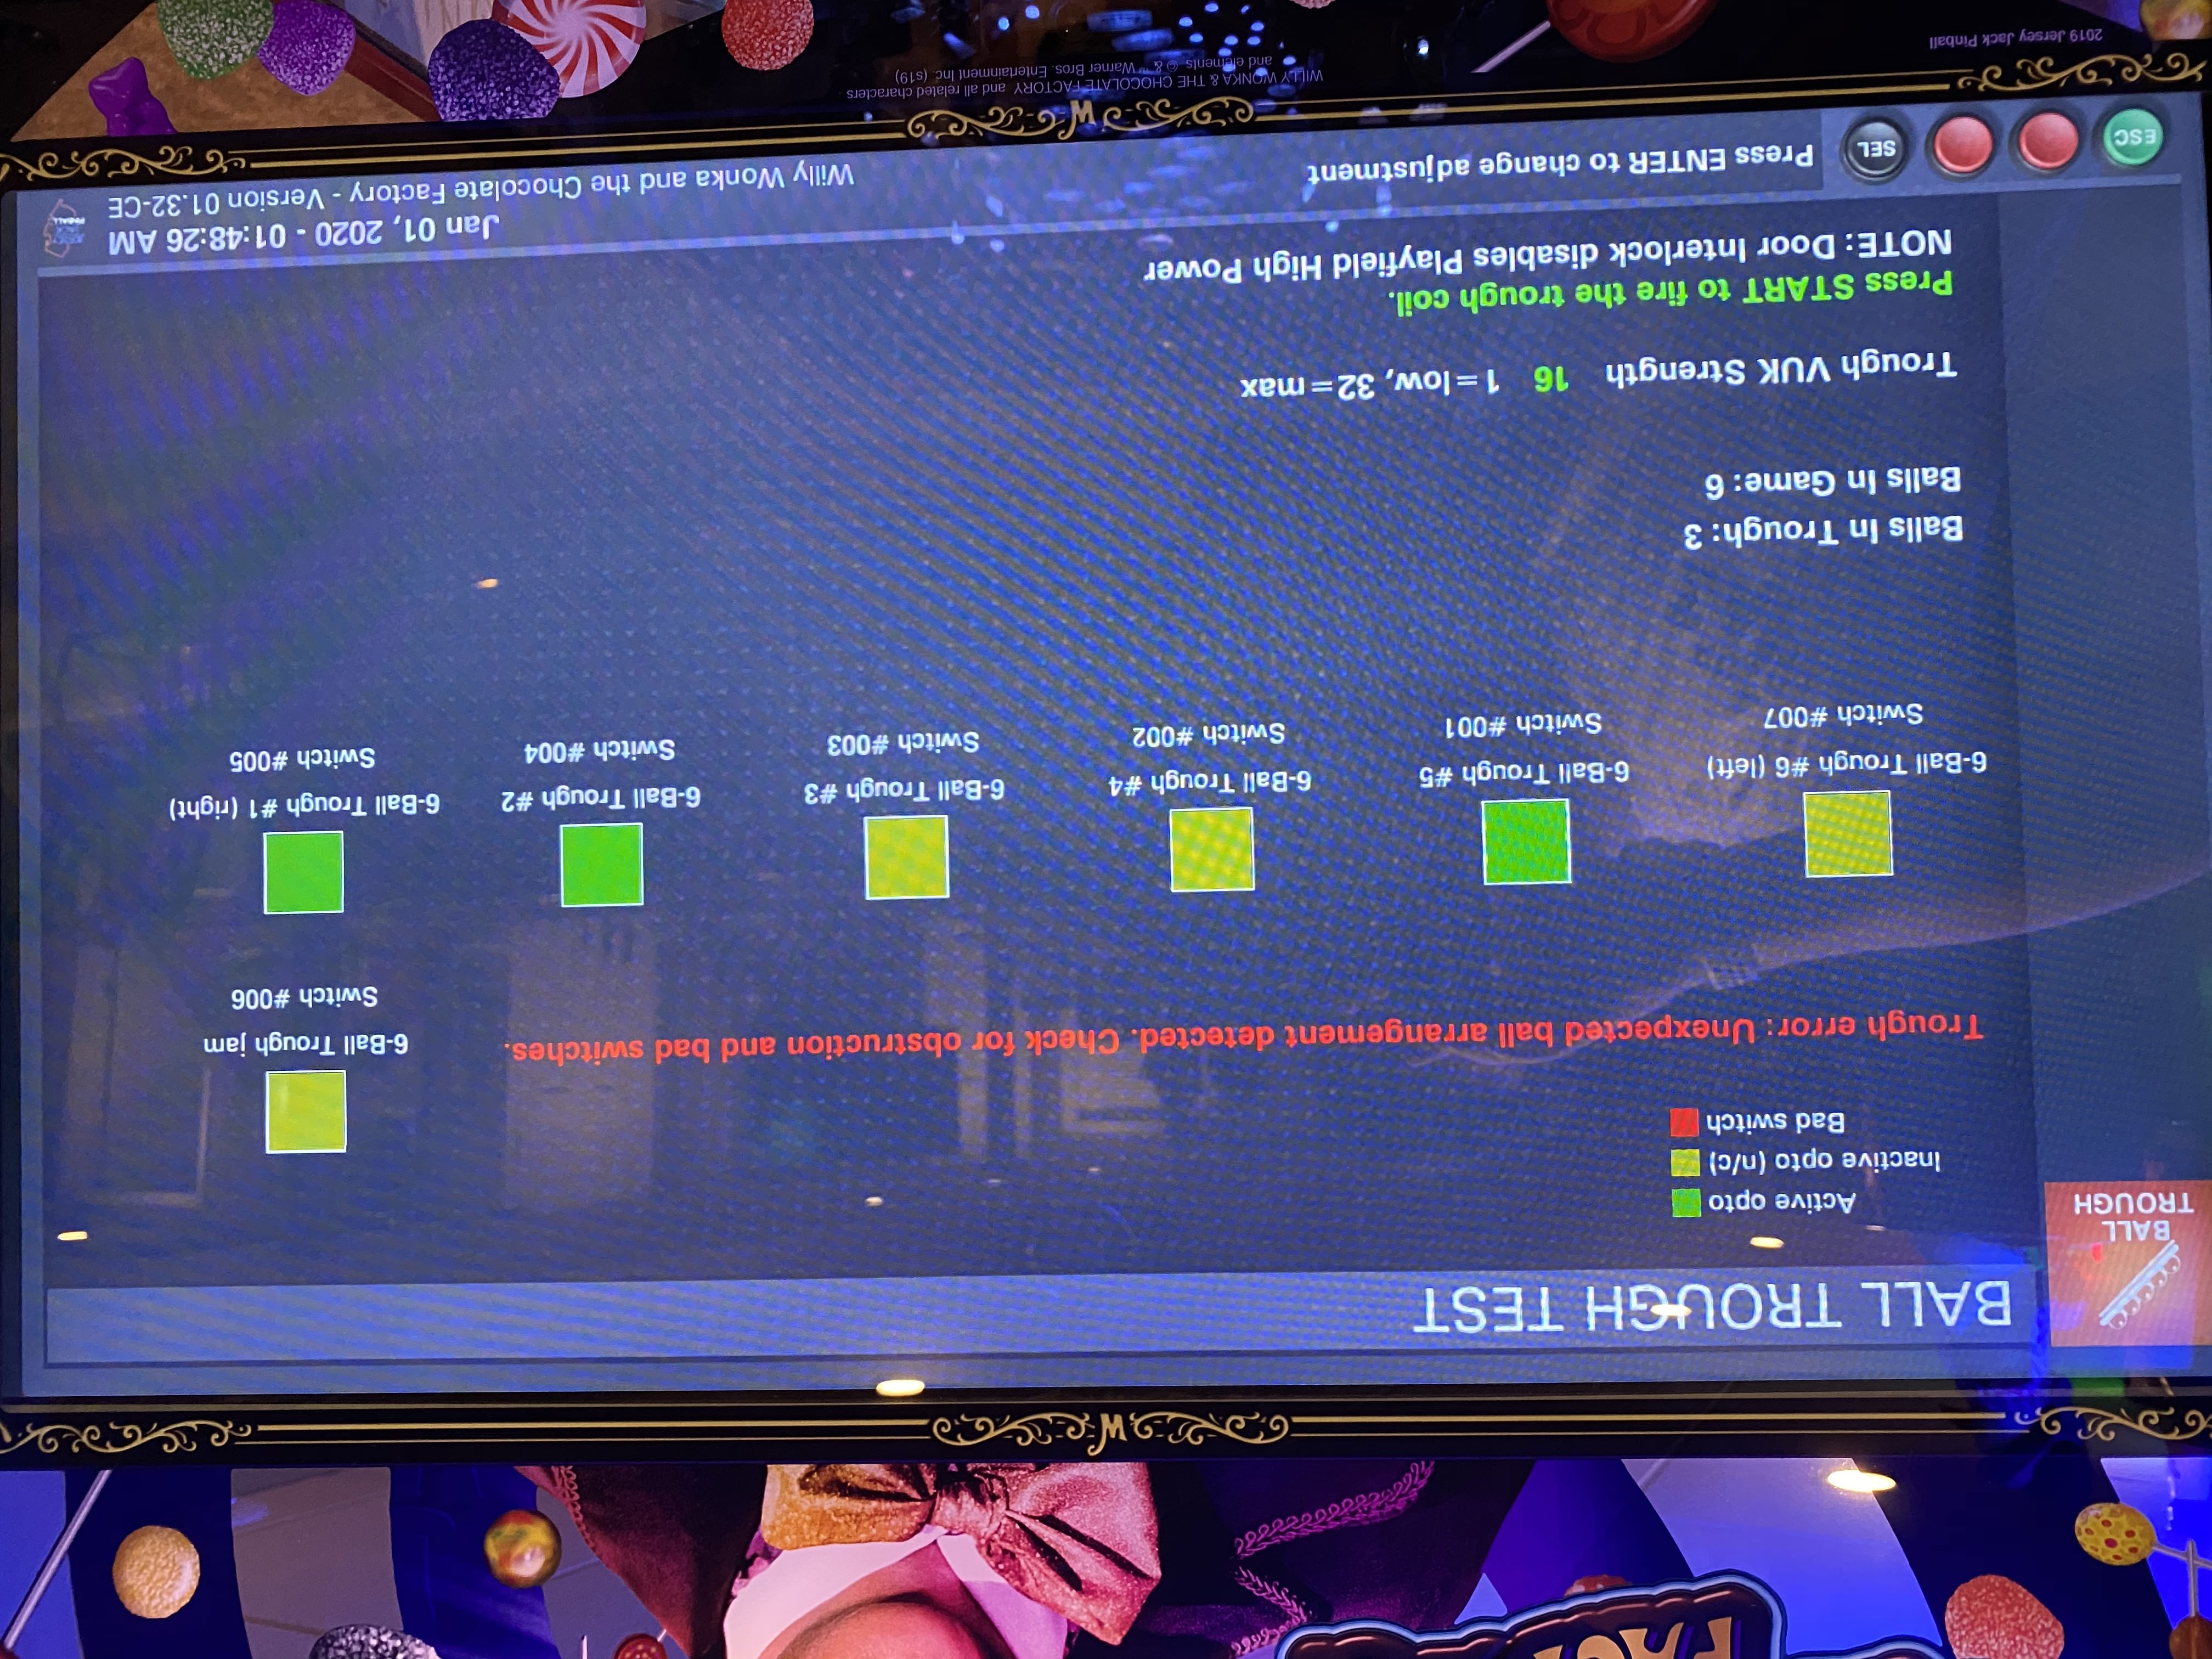 BALL TROUGH TEST
BALL
TROUGH
Active opto
Inactive opto (n/c)
Bad switch
Trough error: Unexpected ball arrangement detected. Check for obstruction and bad switches.
6-Ball Trough jam
Switch #006
6-Ball Trough #6 (left)
Switch #007
6-Ball Trough #5
Switch #001
6-Ball Trough #4
Switch #002
6-Ball Trough #3
Switch #003
6-Ball Trough #2
Switch #004
6-Ball Trough #1 (right)
Switch #005
Balls In Trough: 3
Balls In Game: 6
Trough VUK Strength 16 1=low, 32=max
Press START to fire the trough coil.
NOTE: Door Interlock disables Playfield High Power
Jan 01, 2020 - 01:48:26 AM
Willy Wonka and the Chocolate Factory - Version 01.32-CE
JERSEY
JACK
PINBALL
ESC
SEL
Press ENTER to change adjustment
W
WILLY WONKA & THE CHOCOLATE FACTORY and all related characters
and elements © & ™ Warner Bros. Entertainment Inc. (s19)
2019 Jersey Jack Pinball